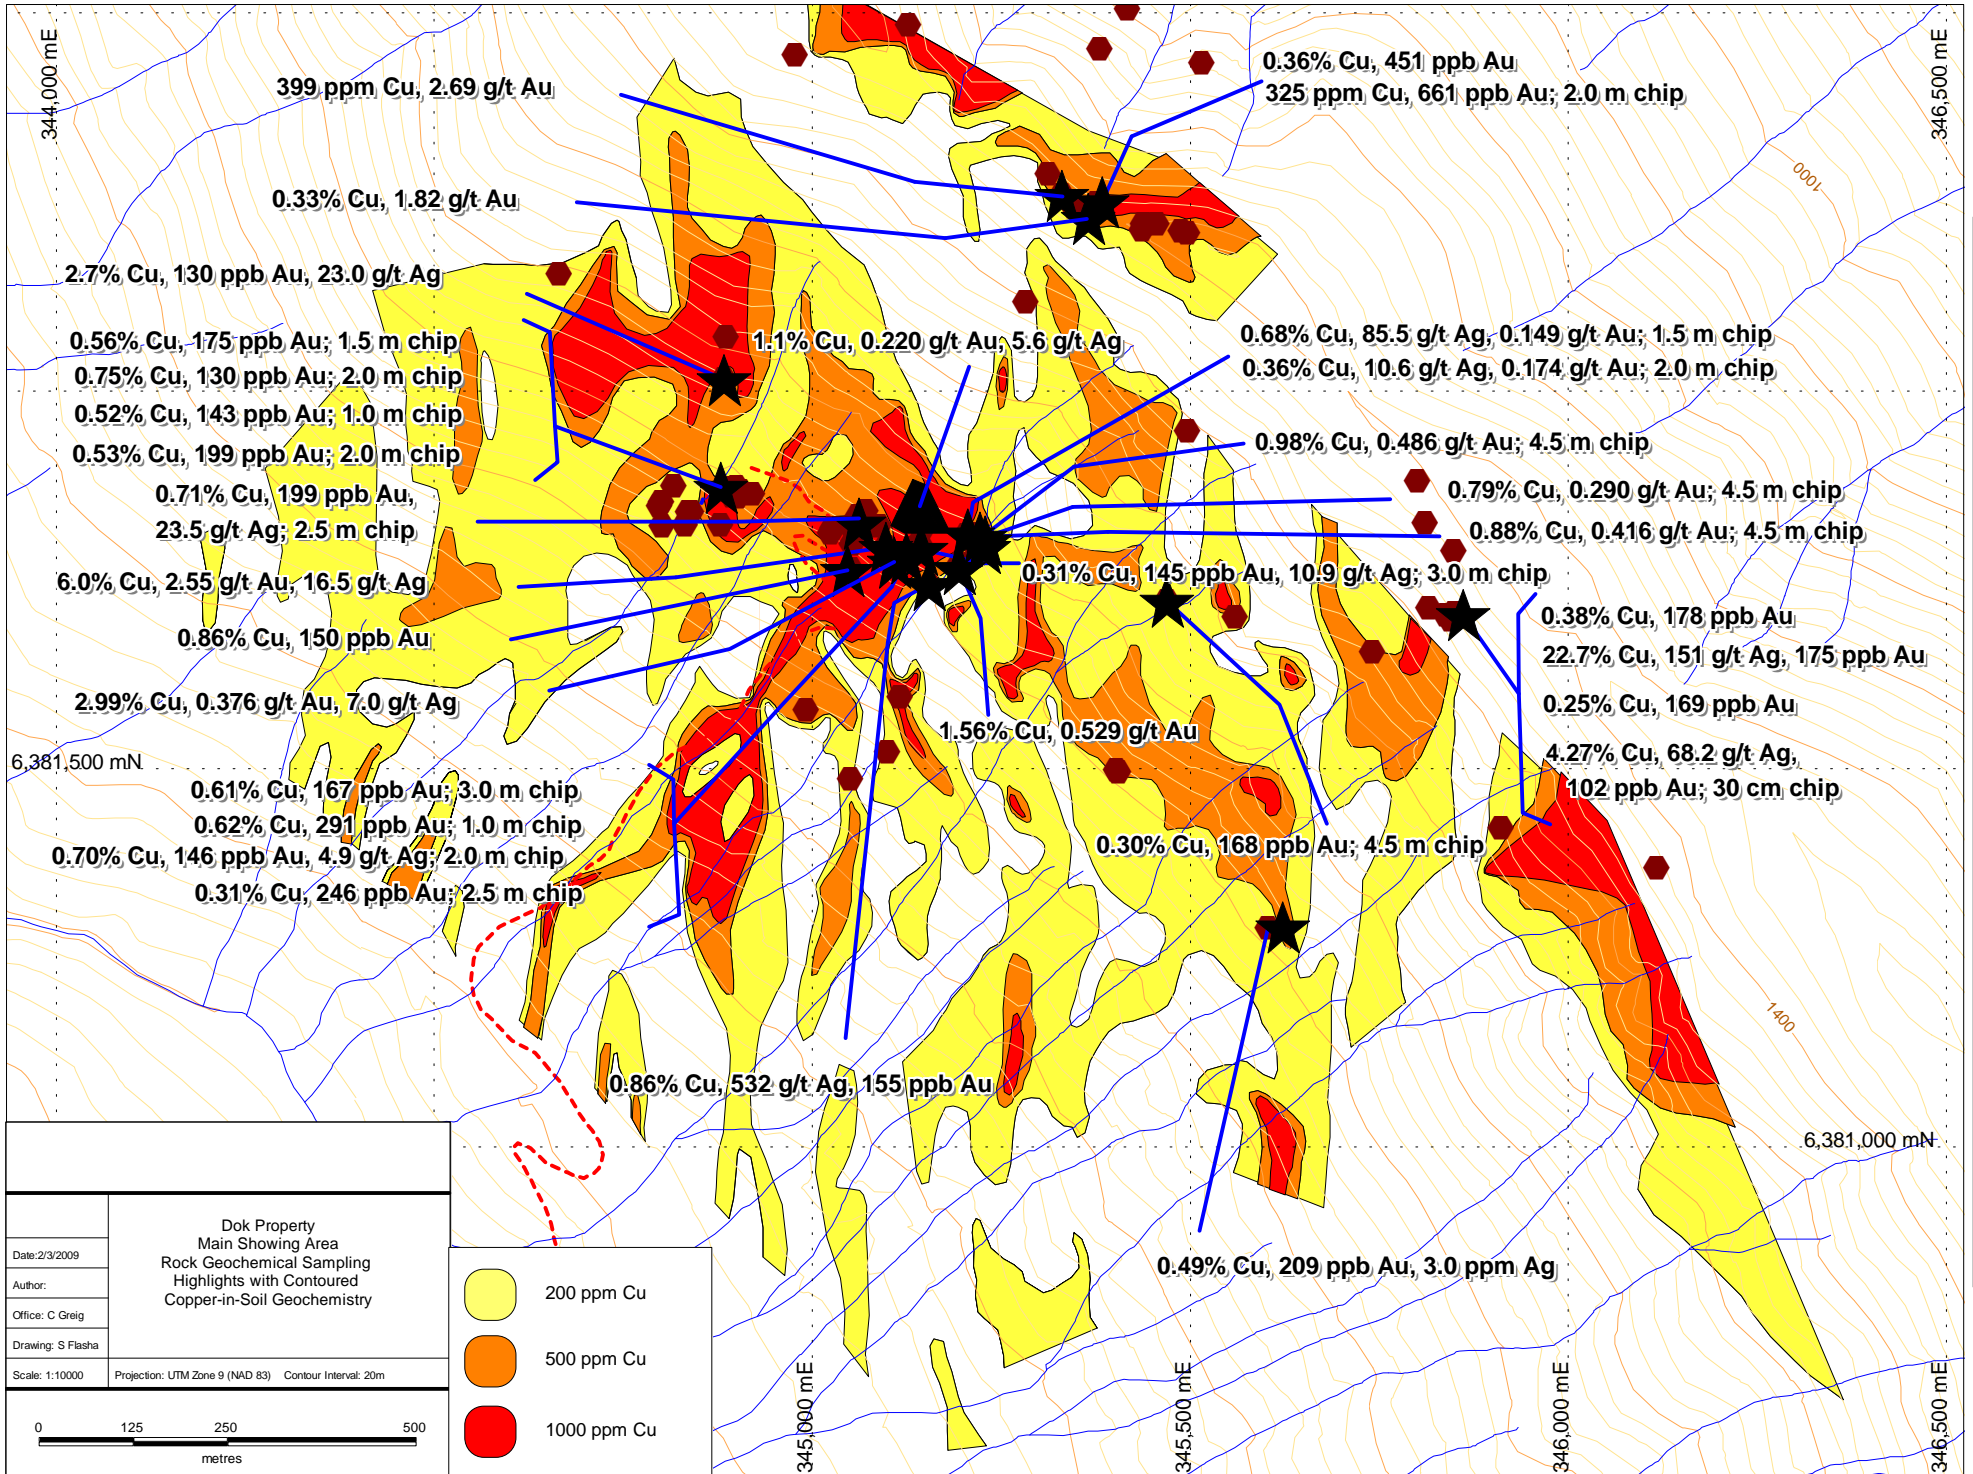 344,000 mE
346,500 mE
399 ppm Cu, 2.69 g/t Au
0.36% Cu, 451 ppb Au
325 ppm Cu, 661 ppb Au; 2.0 m chip
1000
0.33% Cu, 1.82 g/t Au
2.7% Cu, 130 ppb Au, 23.0 g/t Ag
0.56% Cu, 175 ppb Au; 1.5 m chip
0.75% Cu, 130 ppb Au; 2.0 m chip
0.52% Cu, 143 ppb Au; 1.0 m chip
0.53% Cu, 199 ppb Au; 2.0 m chip
1.1% Cu, 0.220 g/t Au, 5.6 g/t Ag
0.68% Cu, 85.5 g/t Ag, 0.149 g/t Au; 1.5 m chip
0.36% Cu, 10.6 g/t Ag, 0.174 g/t Au; 2.0 m chip
0.98% Cu, 0.486 g/t Au; 4.5 m chip
0.71% Cu, 199 ppb Au,
23.5 g/t Ag; 2.5 m chip
0.79% Cu, 0.290 g/t Au; 4.5 m chip
0.88% Cu, 0.416 g/t Au; 4.5 m chip
6.0% Cu, 2.55 g/t Au, 16.5 g/t Ag
0.31% Cu, 145 ppb Au, 10.9 g/t Ag; 3.0 m chip
0.86% Cu, 150 ppb Au
0.38% Cu, 178 ppb Au
22.7% Cu, 151 g/t Ag, 175 ppb Au
0.25% Cu, 169 ppb Au
4.27% Cu, 68.2 g/t Ag,
102 ppb Au; 30 cm chip
2.99% Cu, 0.376 g/t Au, 7.0 g/t Ag
1.56% Cu, 0.529 g/t Au
6,381,500 mN
0.61% Cu, 167 ppb Au; 3.0 m chip
0.62% Cu, 291 ppb Au; 1.0 m chip
0.70% Cu, 146 ppb Au, 4.9 g/t Ag; 2.0 m chip
0.31% Cu, 246 ppb Au; 2.5 m chip
0.30% Cu, 168 ppb Au; 4.5 m chip
1400
0.86% Cu, 532 g/t Ag, 155 ppb Au
6,381,000 mN
0.49% Cu, 209 ppb Au, 3.0 ppm Ag
Dok Property
Main Showing Area
Rock Geochemical Sampling
Highlights with Contoured
Copper-in-Soil Geochemistry
Date:2/3/2009
Author:
Office: C Greig
Drawing: S Flasha
Scale: 1:10000
Projection: UTM Zone 9 (NAD 83) Contour Interval: 20m
0 125 250 500
metres
200 ppm Cu
500 ppm Cu
1000 ppm Cu
345,000 mE
345,500 mE
346,000 mE
346,500 mE